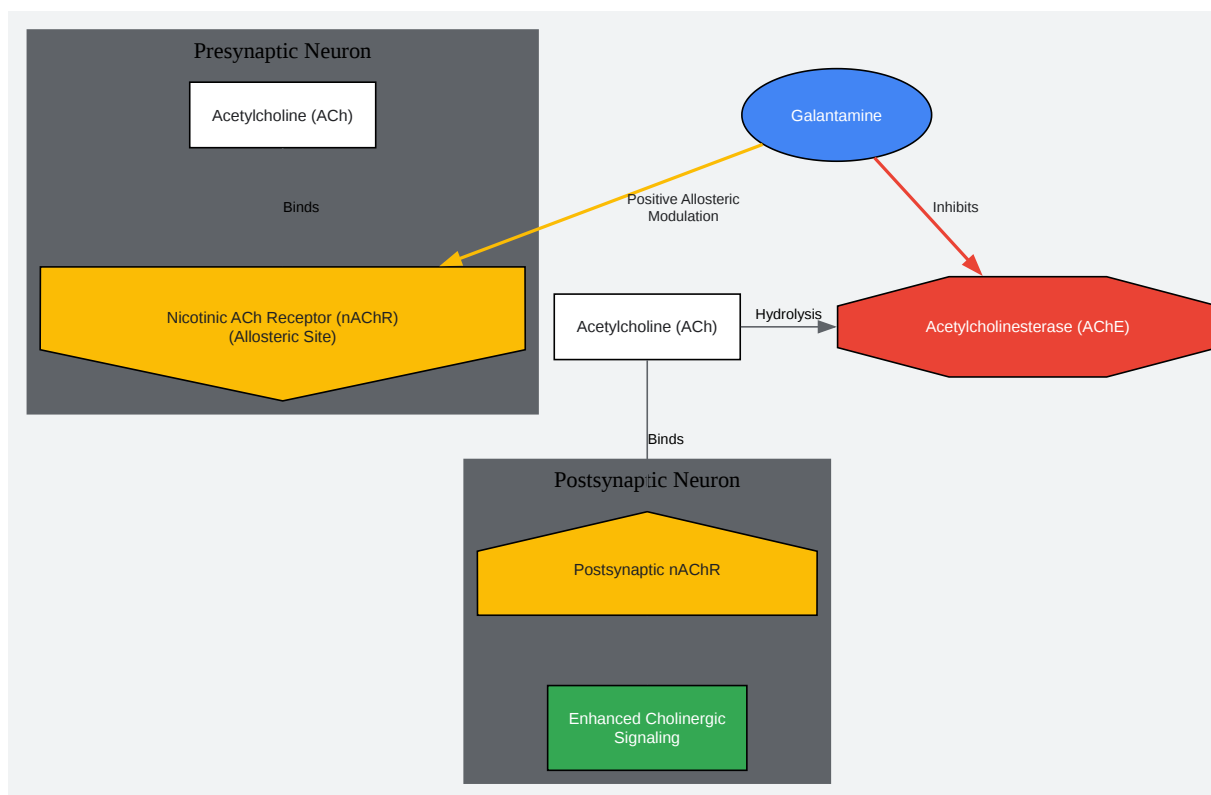 Presynaptic Neuron
Acetylcholine (ACh)
Galantamine
Binds
Positive Allosteric
Modulation
Inhibits
Nicotinic ACh Receptor (nAChR)
(Allosteric Site)
Acetylcholine (ACh)
Hydrolysis
Acetylcholinesterase (AChE)
Binds
Postsynaptic Neuron
Postsynaptic nAChR
Enhanced Cholinergic
Signaling